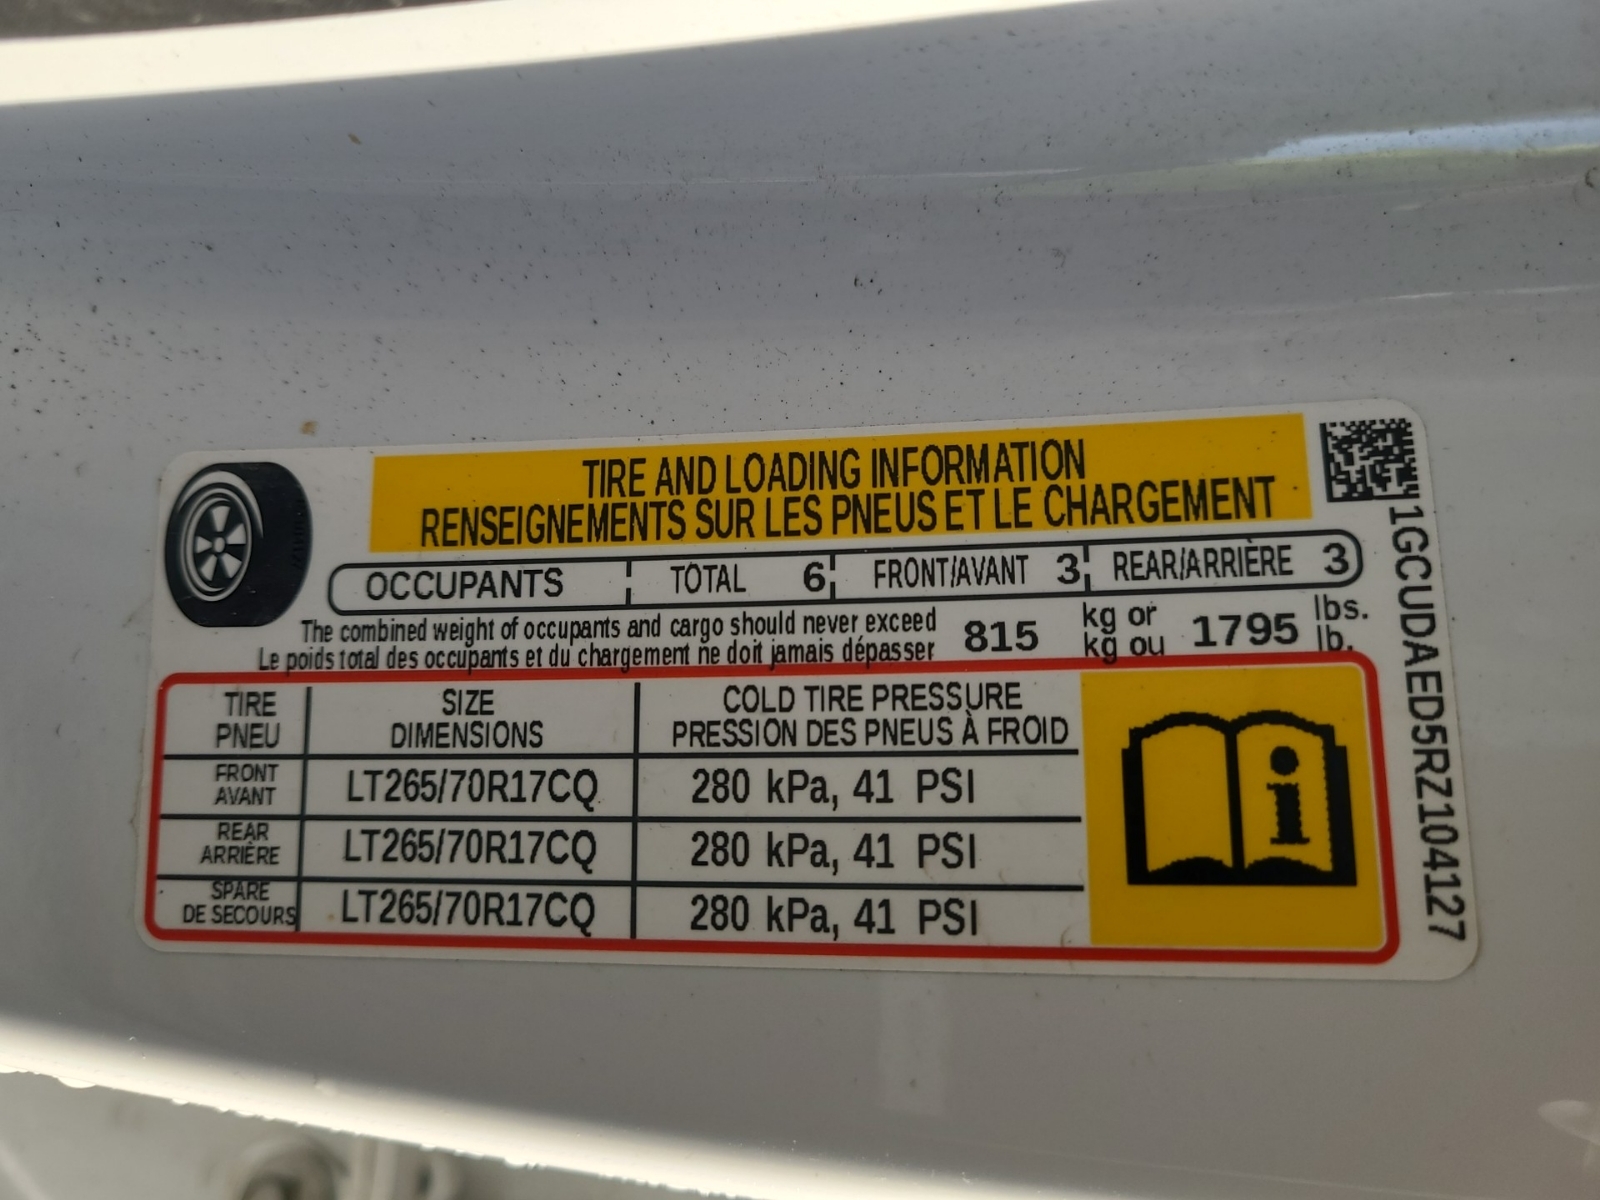 TIRE AND LOADING INFORMATION
RENSEIGNEMENTS SUR LES PNEUS ET LE CHARGEMENT
OCCUPANTS TOTAL 6 FRONT/AVANT 3 REAR/ARRIÈRE 3
The combined weight of occupants and cargo should never exceed 815 kg or 1795 lbs.
Le poids total des occupants et du chargement ne doit jamais dépasser kg ou lb.
TIRE SIZE COLD TIRE PRESSURE
PNEU DIMENSIONS PRESSION DES PNEUS À FROID
FRONT
AVANT LT265/70R17CQ 280 kPa, 41 PSI
REAR
ARRIÈRE LT265/70R17CQ 280 kPa, 41 PSI
SPARE
DE SECOURS LT265/70R17CQ 280 kPa, 41 PSI
i
1GCUDAED5RZ104127